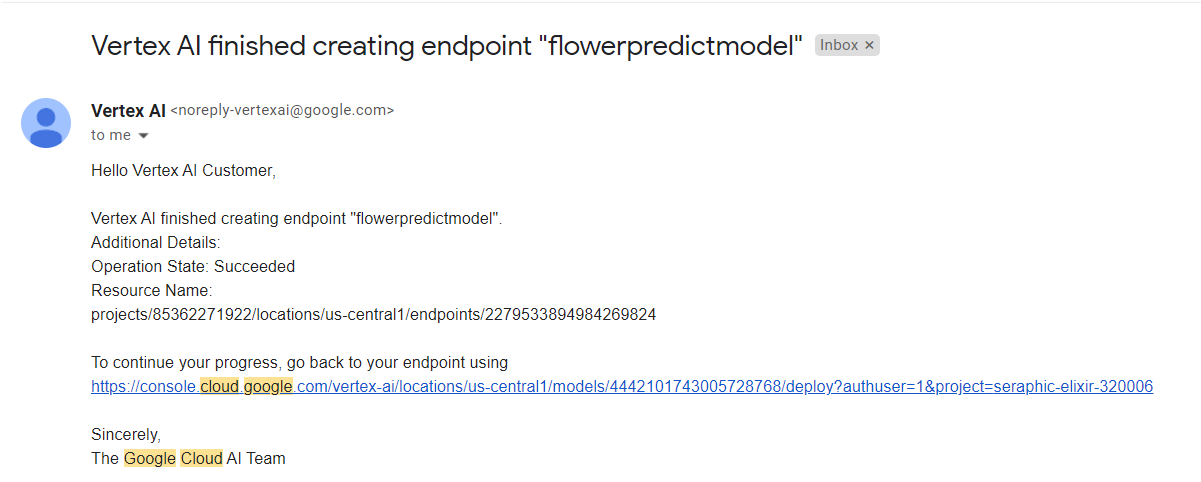 Vertex AI finished creating endpoint "flowerpredictmodel" Inbox ×
Vertex AI <noreply-vertexai@google.com>
to me
Hello Vertex AI Customer,
Vertex AI finished creating endpoint "flowerpredictmodel".
Additional Details:
Operation State: Succeeded
Resource Name:
projects/85362271922/locations/us-central1/endpoints/2279533894984269824
To continue your progress, go back to your endpoint using
https://console.cloud.google.com/vertex-ai/locations/us-central1/models/4442101743005728768/deploy?authuser=1&project=seraphic-elixir-320006
Sincerely,
The Google Cloud AI Team